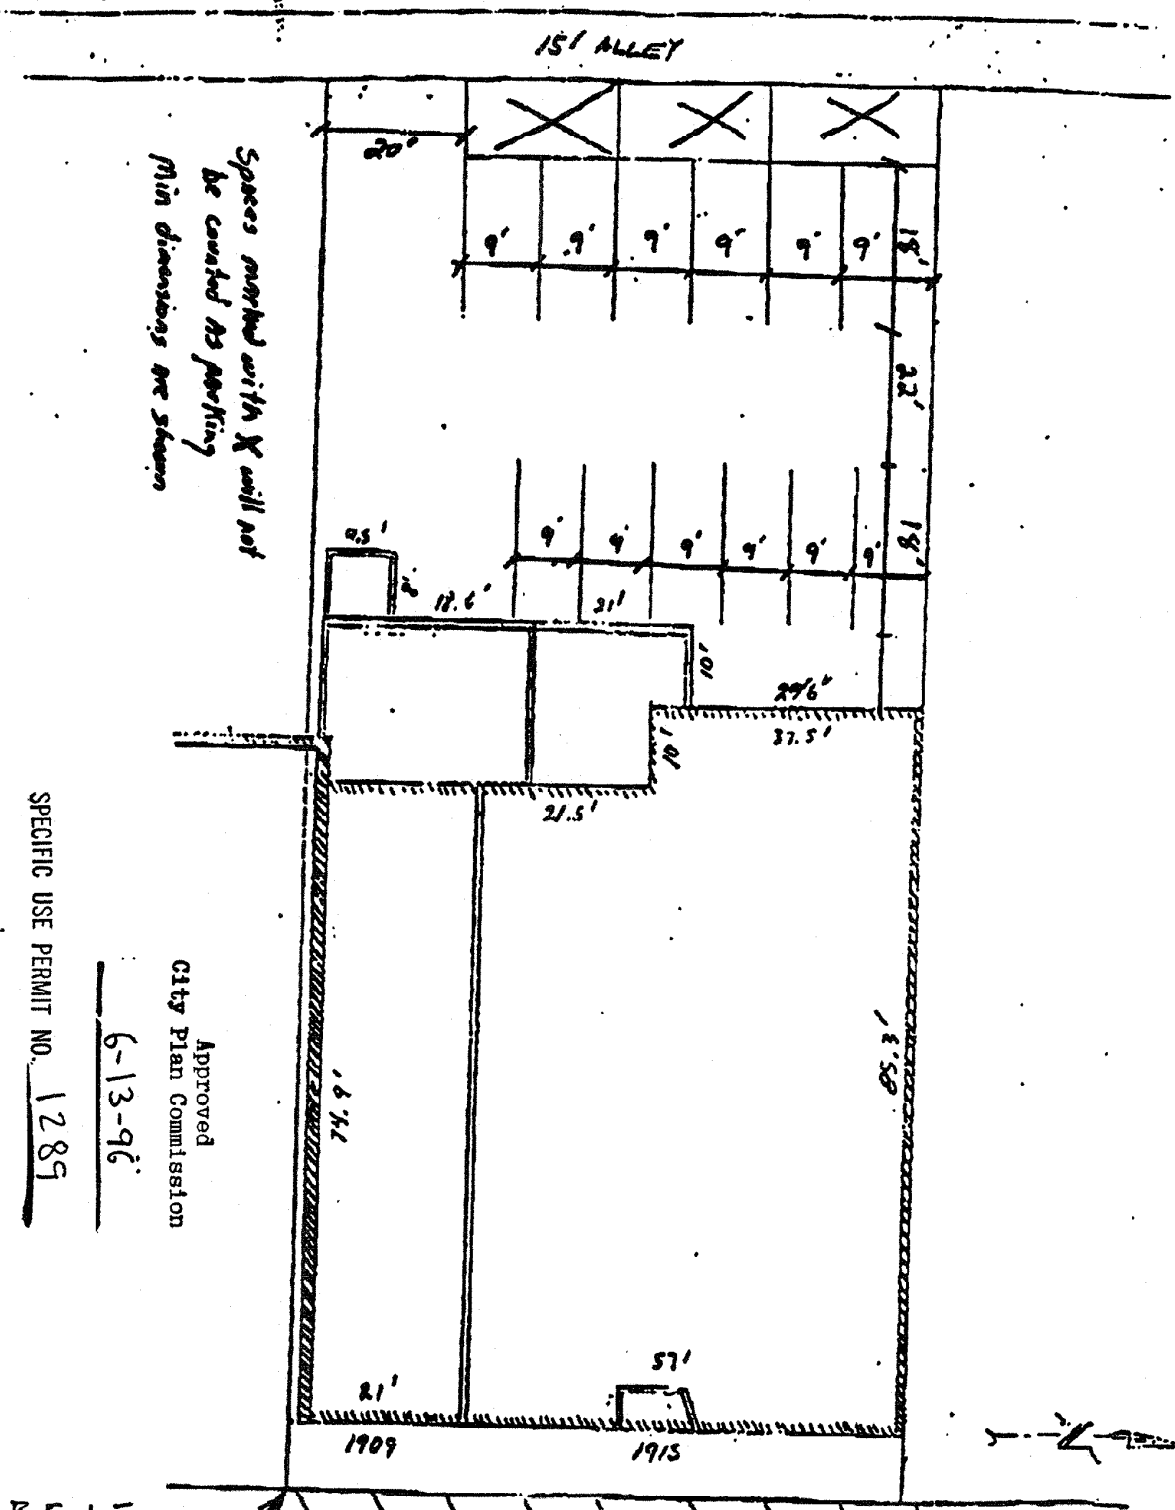 15' ALLEY
20'
Spaces marked with X will not
be counted as parking
Min dimensions are shown
9' 9' 9' 9' 9' 9'
18'
22'
18'
9' 9' 9' 9' 9' 9'
9.5'
8'
18.6'
21'
10'
29'6"
37.5'
10'
21.5'
85.3'
74.9'
Approved
City Plan Commission
6-13-96
SPECIFIC USE PERMIT NO. 1289
57'
21'
1909
1915